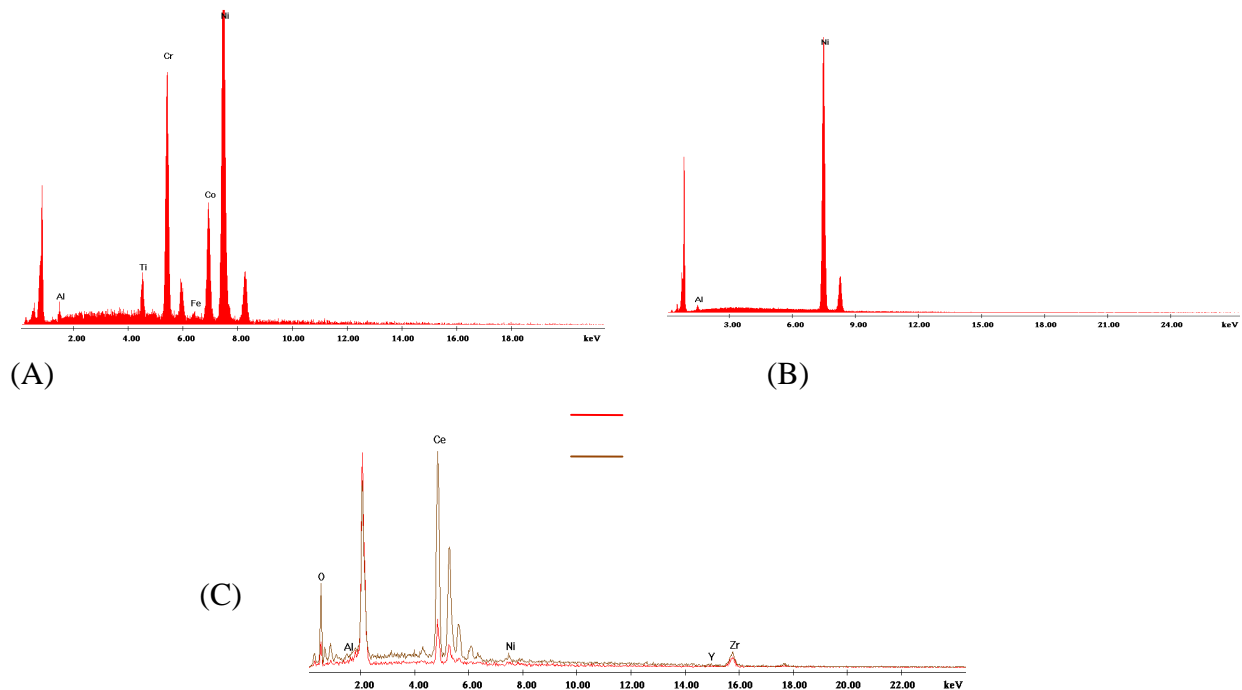 Ni
Cr
Co
Ti
Al
Fe
2.00 4.00 6.00 8.00 10.00 12.00 14.00 16.00 18.00 keV
(A)
Ni
Al
3.00 6.00 9.00 12.00 15.00 18.00 21.00 24.00 keV
(B)
Ce
O
(C)
Al
Ni
Y
Zr
2.00 4.00 6.00 8.00 10.00 12.00 14.00 16.00 18.00 20.00 22.00 keV